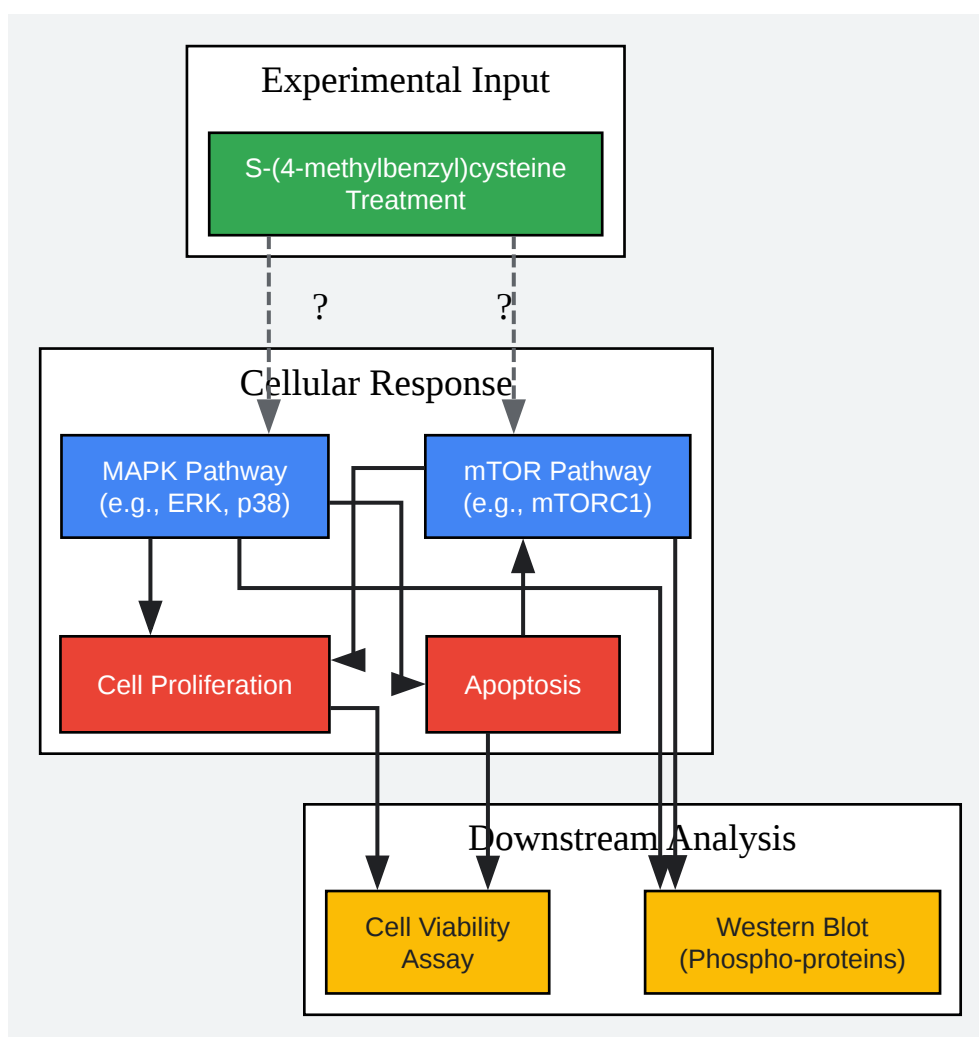 Experimental Input
S-(4-methylbenzyl)cysteine
Treatment
?
?
Cellular Response
MAPK Pathway
(e.g., ERK, p38)
mTOR Pathway
(e.g., mTORC1)
Cell Proliferation
Apoptosis
Downstream Analysis
Cell Viability
Assay
Western Blot
(Phospho-proteins)